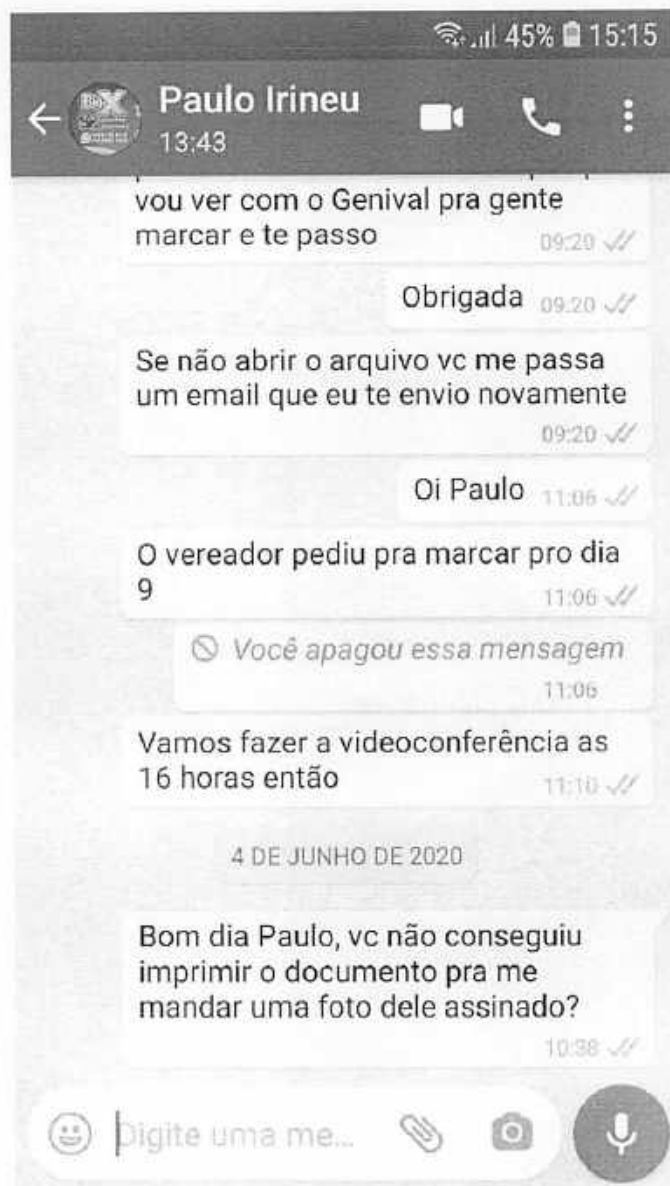 45% 15:15
Paulo Irineu
13:43
vou ver com o Genival pra gente
marcar e te passo 09:20
Obrigada 09:20
Se não abrir o arquivo vc me passa
um email que eu te envio novamente
09:20
Oi Paulo 11:06
O vereador pediu pra marcar pro dia
9 11:06
Você apagou essa mensagem
11:06
Vamos fazer a videoconferência as
16 horas então 11:10
4 DE JUNHO DE 2020
Bom dia Paulo, vc não conseguiu
imprimir o documento pra me
mandar uma foto dele assinado?
10:38
Digite uma me...